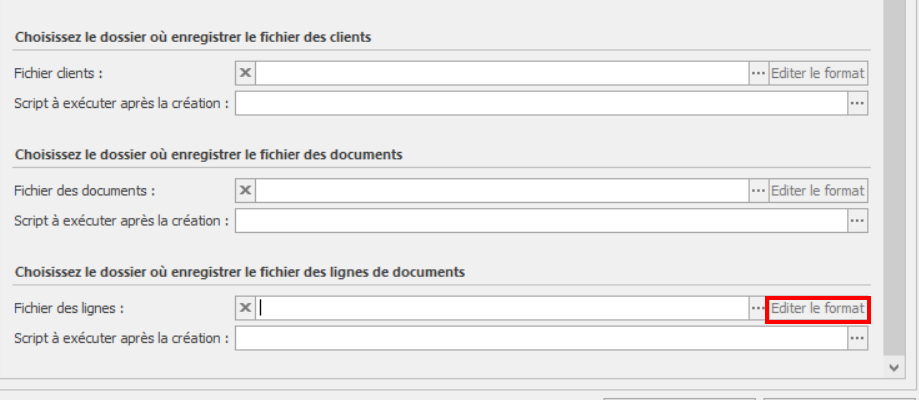 Choisissez le dossier où enregistrer le fichier des clients
Fichier clients : ✕ ... Editer le format
Script à exécuter après la création : ...
Choisissez le dossier où enregistrer le fichier des documents
Fichier des documents : ✕ ... Editer le format
Script à exécuter après la création : ...
Choisissez le dossier où enregistrer le fichier des lignes de documents
Fichier des lignes : ✕ ... Editer le format
Script à exécuter après la création : ...